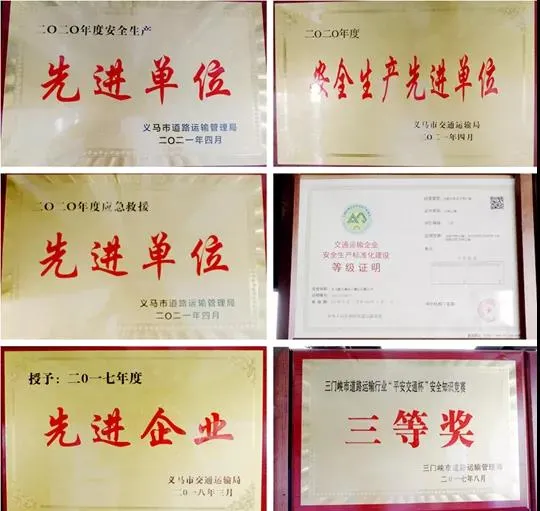 二〇二〇年度安全生产
先进单位
义马市道路运输管理局
二〇二一年四月
二〇二〇年度
安全生产先进单位
义马市交通运输局
二〇二一年四月
二〇二〇年度应急救援
先进单位
义马市道路运输管理局
二〇二一年四月
交通运输企业
安全生产标准化建设
等级证明
授予：二〇一七年度
先进企业
义马市交通运输局
二〇一八年三月
三门峡市道路运输行业“平安交通杯”安全知识竞赛
三等奖
三门峡市道路运输管理局
二〇一七年八月